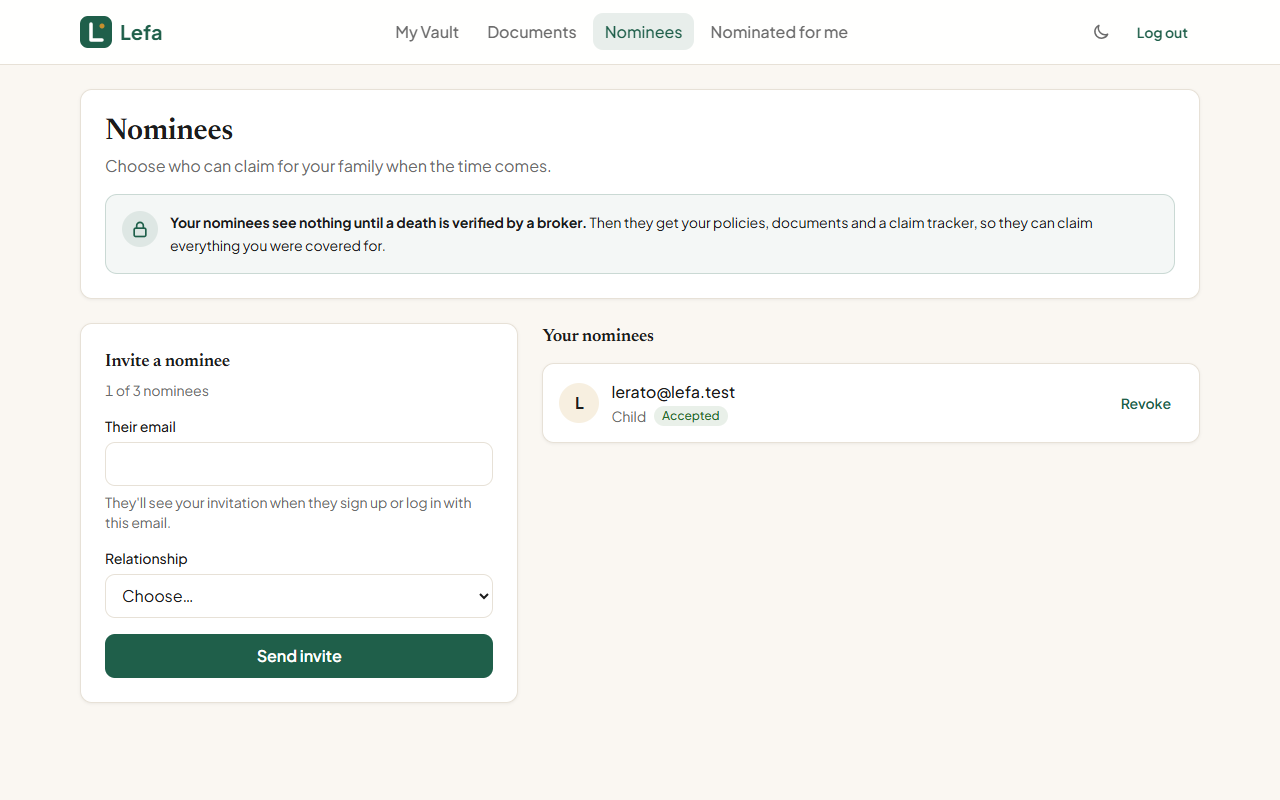 Lefa
My Vault
Documents
Nominees
Nominated for me
Log out
Nominees
Choose who can claim for your family when the time comes.
Your nominees see nothing until a death is verified by a broker. Then they get your policies, documents and a claim tracker, so they can claim
everything you were covered for.
Invite a nominee
1 of 3 nominees
Their email
They'll see your invitation when they sign up or log in with
this email.
Relationship
Choose...
Send invite
Your nominees
L
lerato@lefa.test
Child
Accepted
Revoke